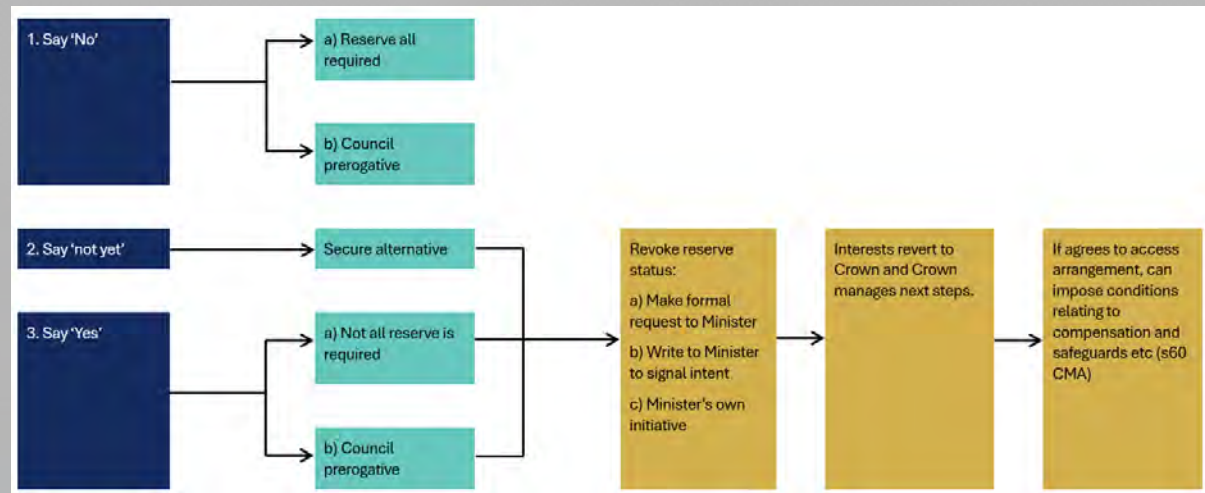 1. Say ‘No’
a) Reserve all
required
b) Council
prerogative
2. Say ‘not yet’
Secure alternative
3. Say ‘Yes’
a) Not all reserve is
required
b) Council
prerogative
Revoke reserve
status:
a) Make formal
request to Minister
b) Write to Minister
to signal intent
c) Minister’s own
initiative
Interests revert to
Crown and Crown
manages next steps.
If agrees to access
arrangement, can
impose conditions
relating to
compensation and
safeguards etc (s60
CMA)